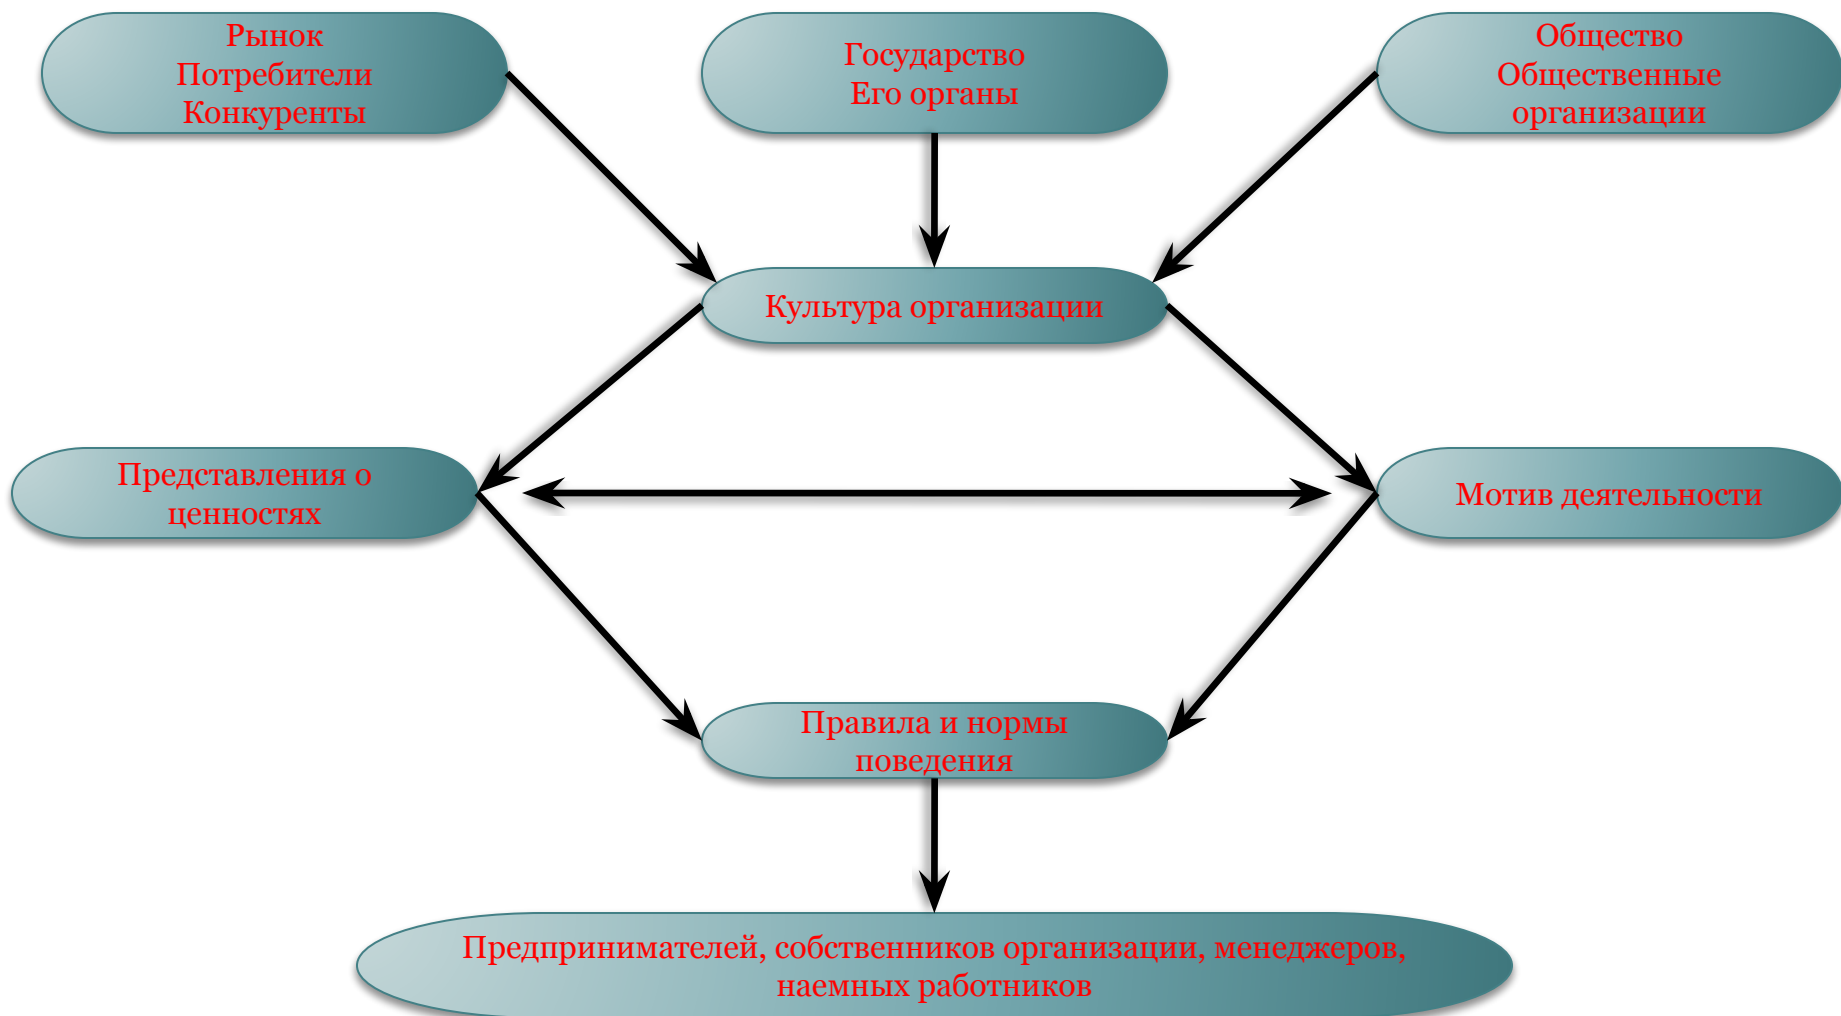 Рынок
Потребители
Конкуренты
Государство
Его органы
Общество
Общественные
организации
Культура организации
Представления о
ценностях
Мотив деятельности
Правила и нормы
поведения
Предпринимателей, собственников организации, менеджеров,
наемных работников